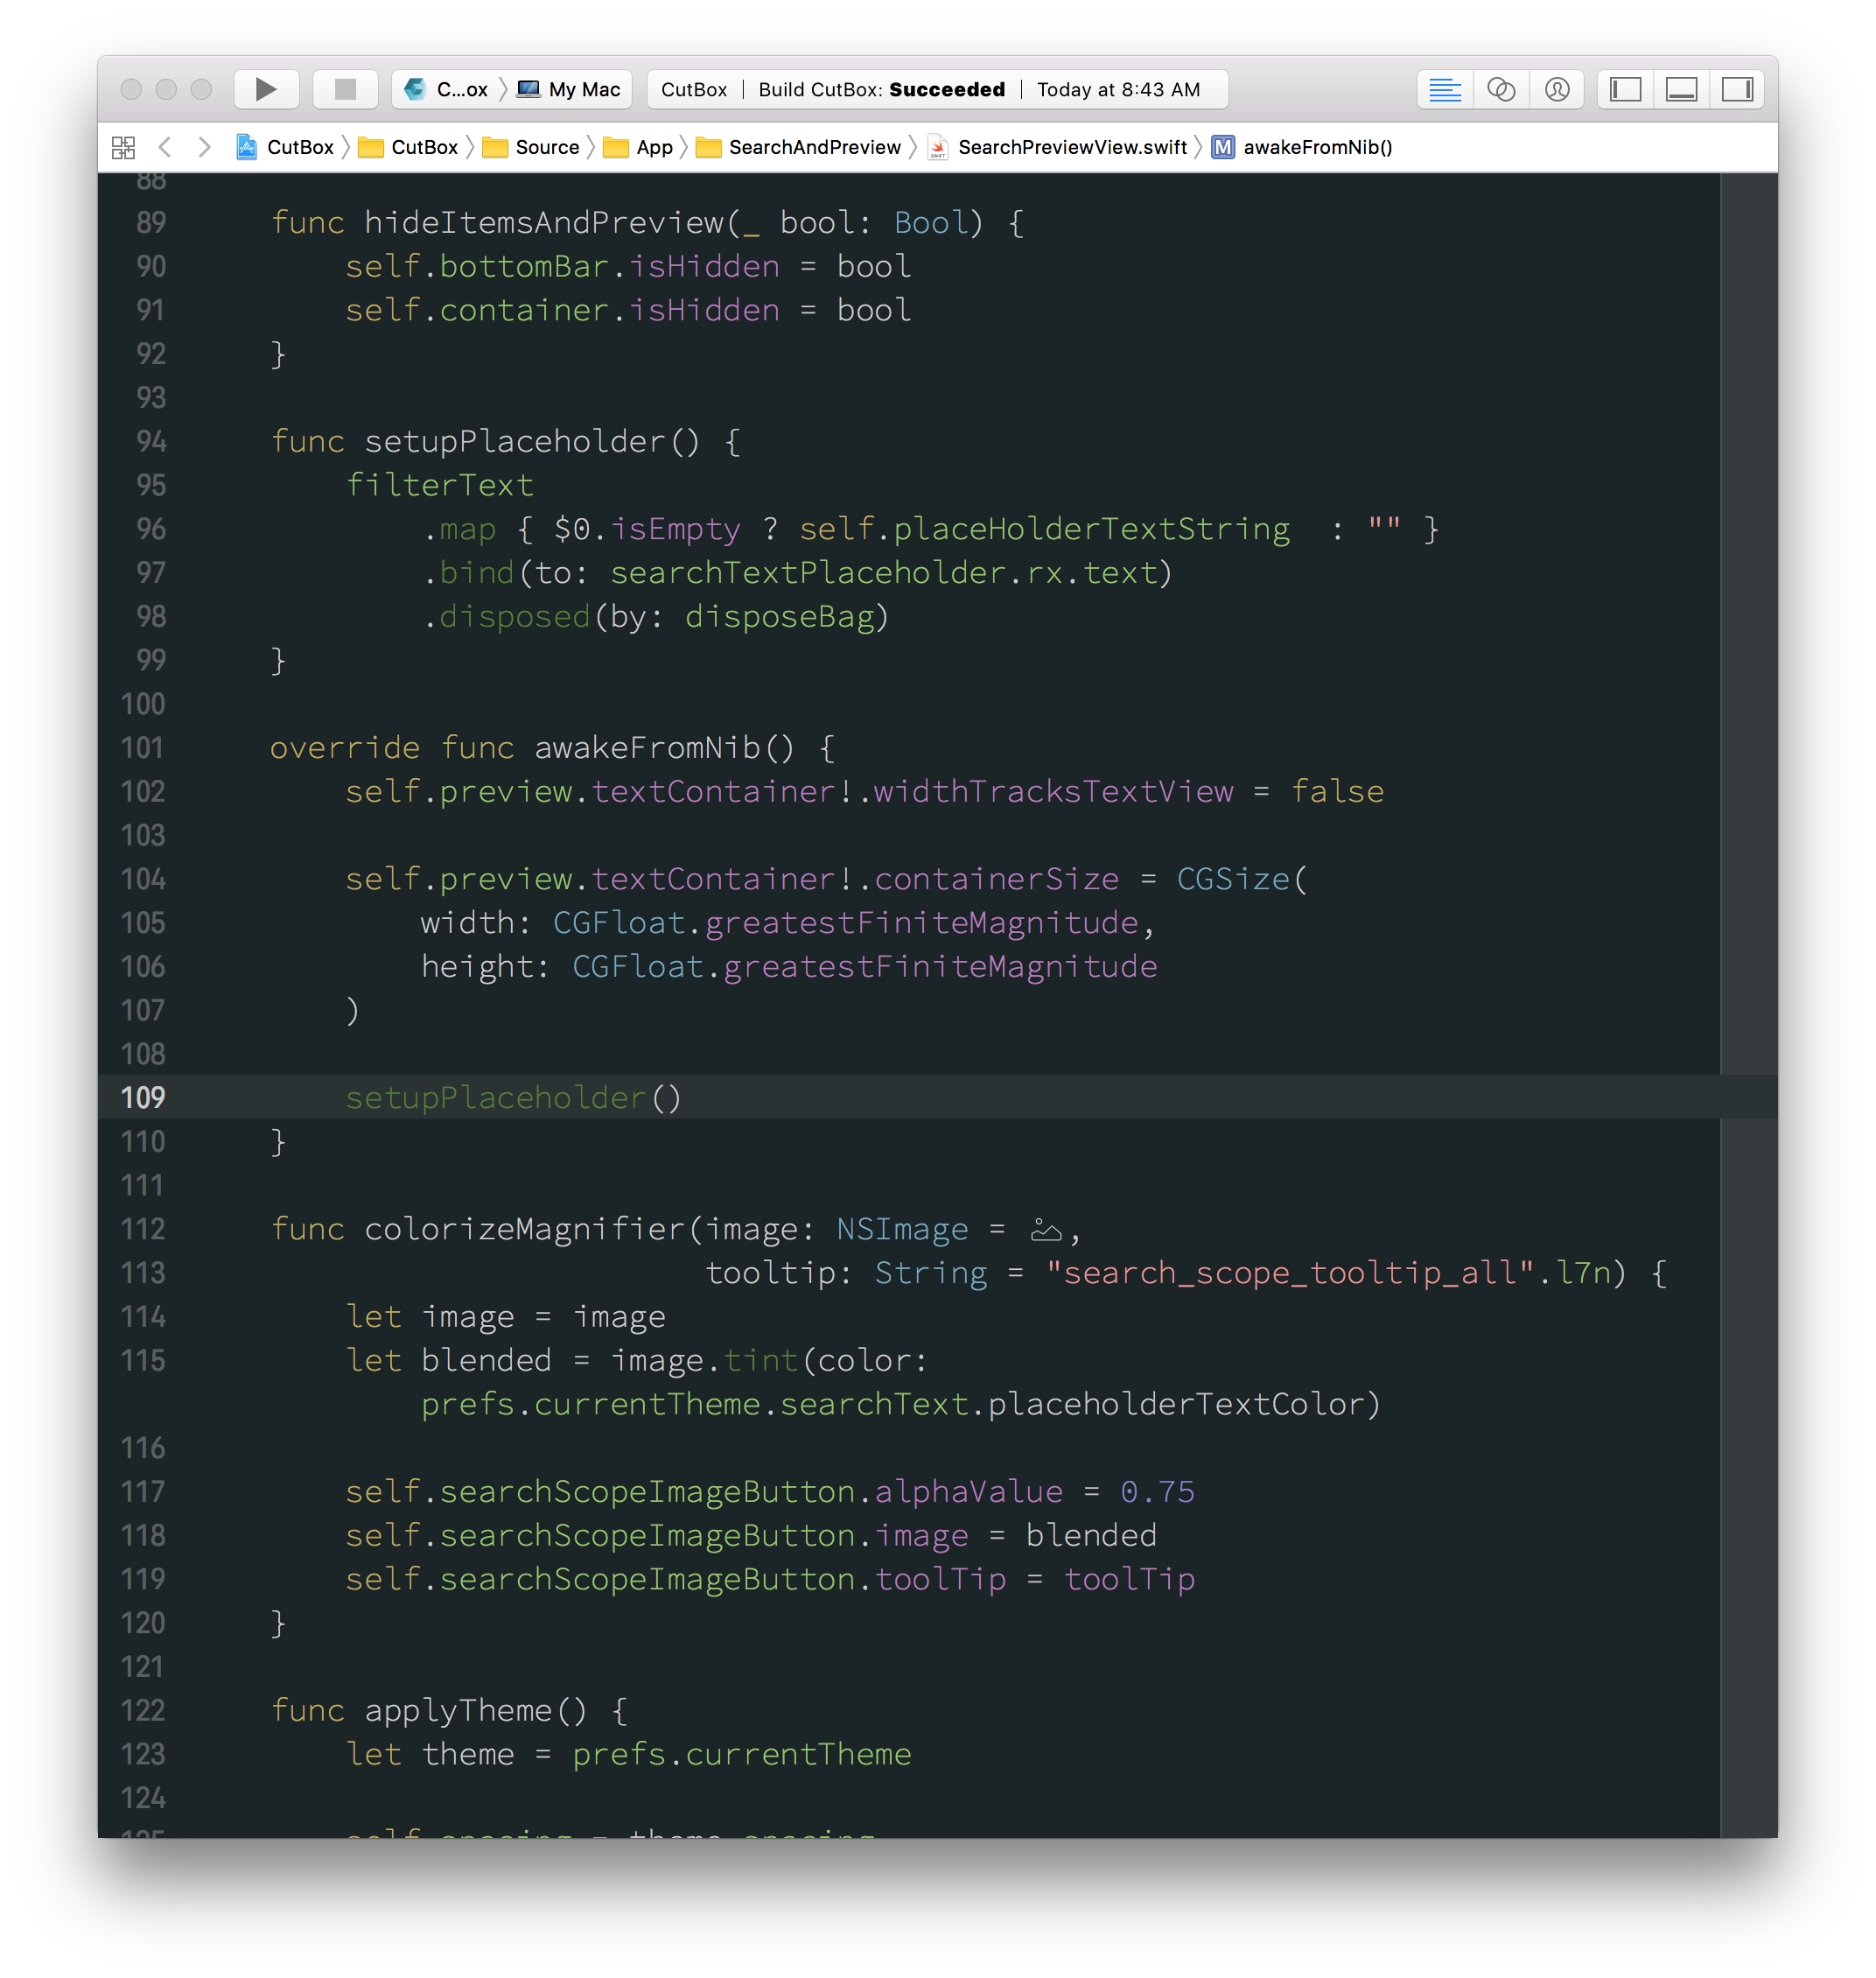 C...ox My Mac CutBox | Build CutBox: Succeeded | Today at 8:43 AM
CutBox CutBox Source App SearchAndPreview SearchPreviewView.swift M awakeFromNib()
88
89 func hideItemsAndPreview(_ bool: Bool) {
90 self.bottomBar.isHidden = bool
91 self.container.isHidden = bool
92 }
93
94 func setupPlaceholder() {
95 filterText
96 .map { $0.isEmpty ? self.placeHolderTextString  : "" }
97 .bind(to: searchTextPlaceholder.rx.text)
98 .disposed(by: disposeBag)
99 }
100
101 override func awakeFromNib() {
102 self.preview.textContainer!.widthTracksTextView = false
103
104 self.preview.textContainer!.containerSize = CGSize(
105 width: CGFloat.greatestFiniteMagnitude,
106 height: CGFloat.greatestFiniteMagnitude
107 )
108
109 setupPlaceholder()
110 }
111
112 func colorizeMagnifier(image: NSImage = ,
113 tooltip: String = "search_scope_tooltip_all".l7n) {
114 let image = image
115 let blended = image.tint(color:
prefs.currentTheme.searchText.placeholderTextColor)
116
117 self.searchScopeImageButton.alphaValue = 0.75
118 self.searchScopeImageButton.image = blended
119 self.searchScopeImageButton.toolTip = toolTip
120 }
121
122 func applyTheme() {
123 let theme = prefs.currentTheme
124
125 self.spacing = theme.spacing